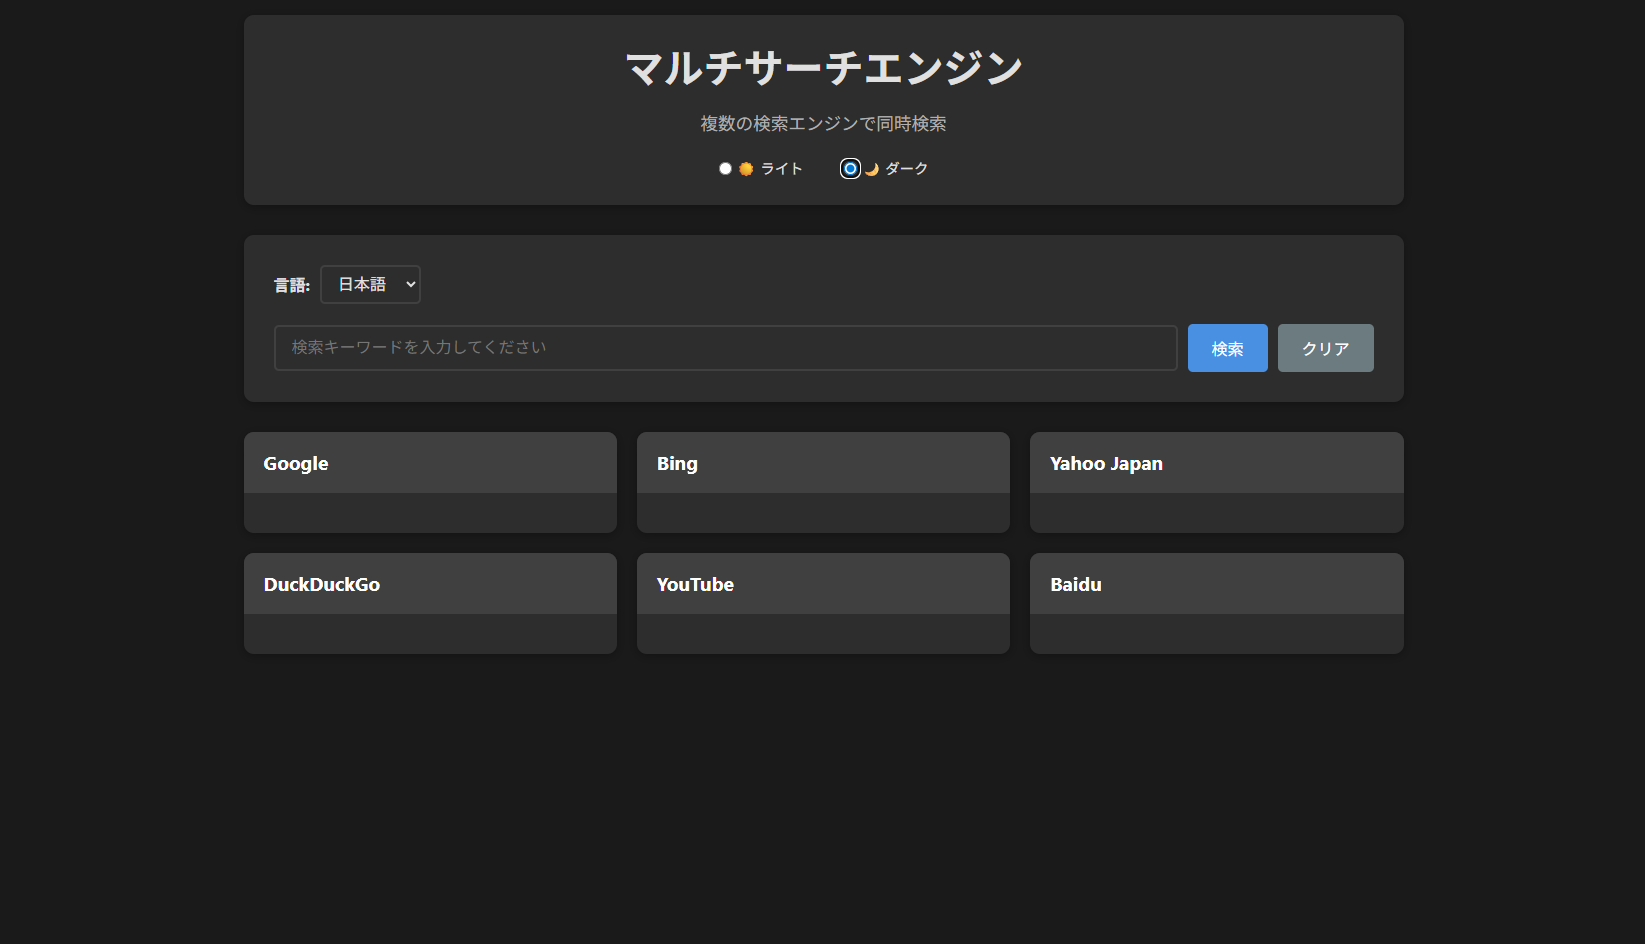 マルチサーチエンジン
複数の検索エンジンで同時検索
ライト ダーク
言語: 日本語
検索キーワードを入力してください 検索 クリア
Google Bing Yahoo Japan
DuckDuckGo YouTube Baidu